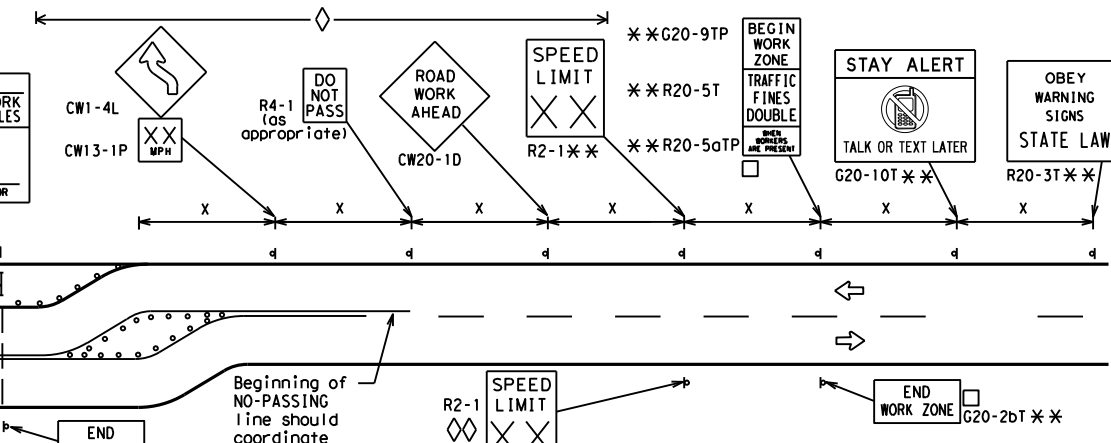 CW1-4L
XX
MPH
CW13-1P
DO
NOT
PASS
R4-1
(as
appropriate)
ROAD
WORK
AHEAD
CW20-1D
SPEED
LIMIT
XX
R2-1**
**G20-9TP
**R20-5T
**R20-5aTP
BEGIN
WORK
ZONE
TRAFFIC
FINES
DOUBLE
WHEN
WORKERS
ARE PRESENT
STAY ALERT
TALK OR TEXT LATER
G20-10T**
OBEY
WARNING
SIGNS
STATE LAW
R20-3T**
X X X X X X X
Beginning of
NO-PASSING
line should
coordinate
R2-1
SPEED
LIMIT
XX
END
WORK ZONE
G20-2bT**
END